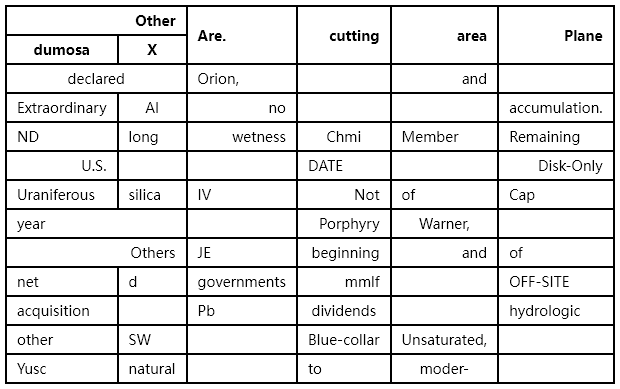 Other Are. cutting area Plane
dumosa X
declared Orion, and
Extraordinary AI no accumulation.
ND long wetness Chmi Member Remaining
U.S. DATE Disk-Only
Uraniferous silica IV Not of Cap
year Porphyry Warner,
Others JE beginning and of
net d governments mmlf OFF-SITE
acquisition Pb dividends hydrologic
other SW Blue-collar Unsaturated,
Yusc natural to moder-